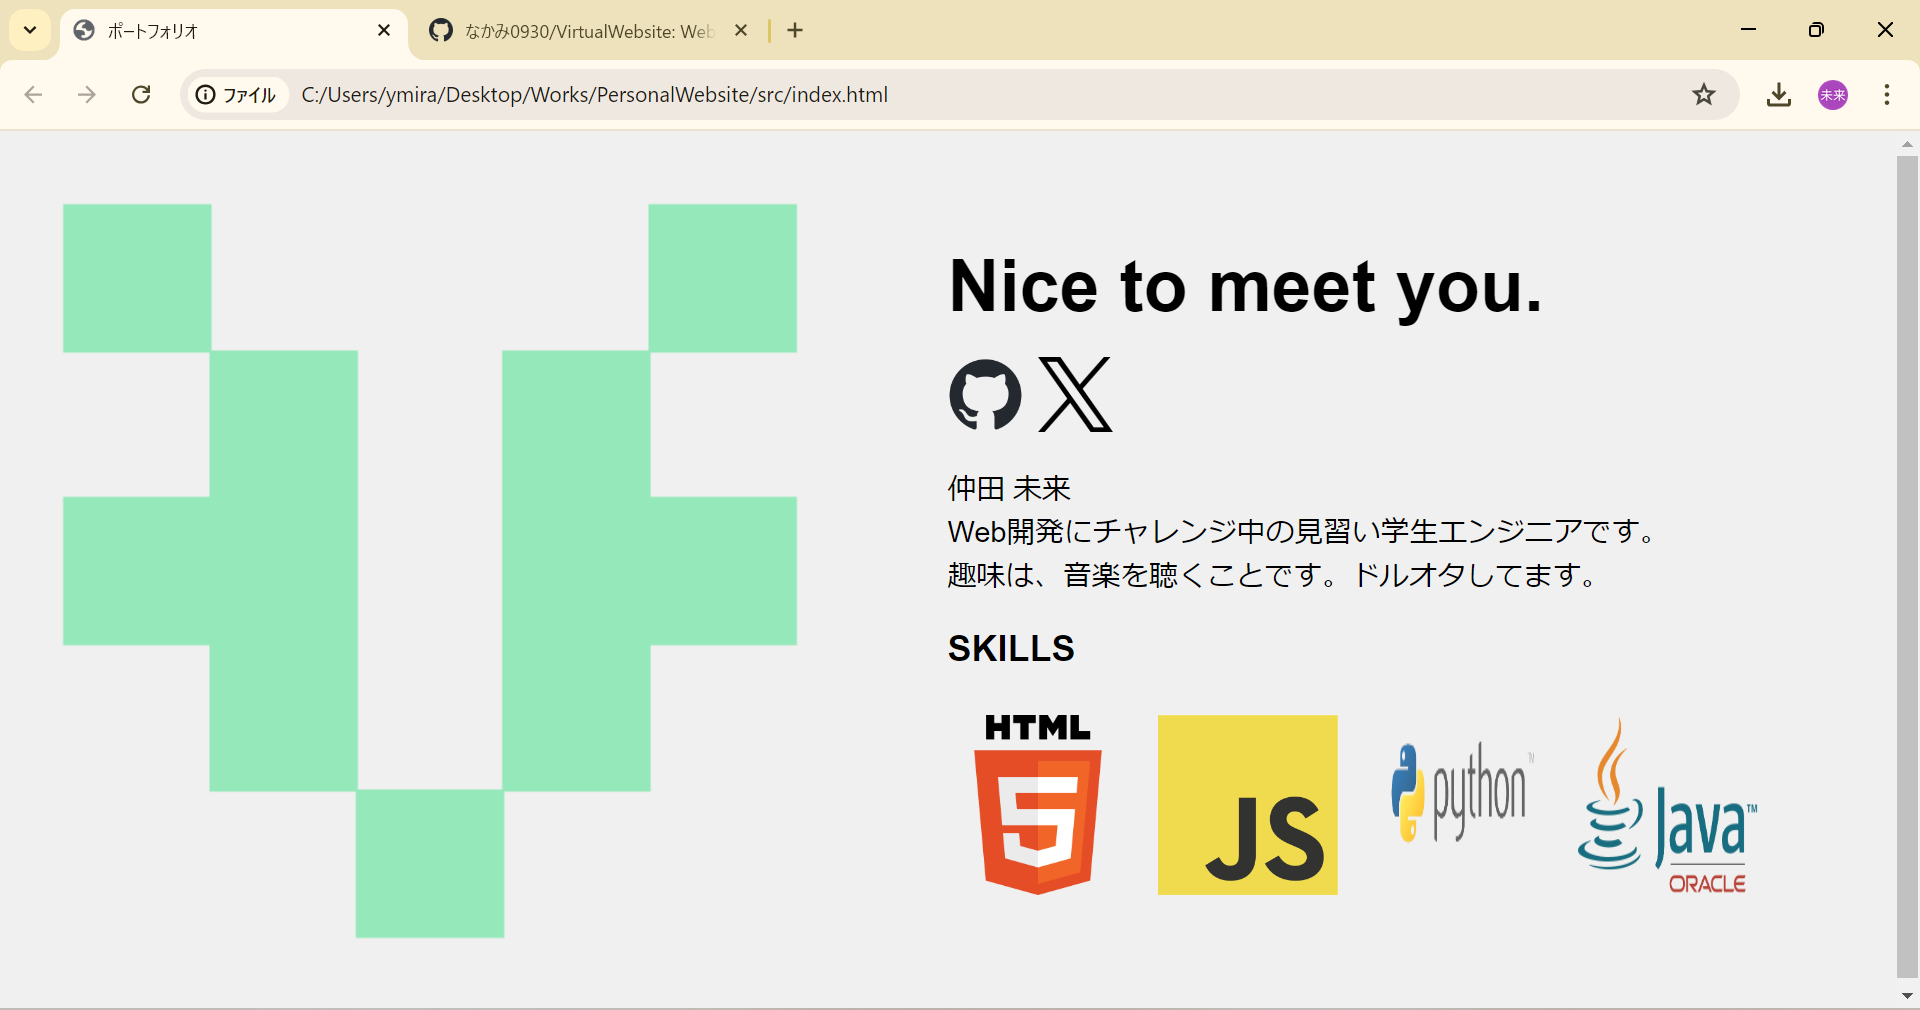 ポートフォリオ
なかみ0930/VirtualWebsite: Web
ファイル
C:/Users/ymira/Desktop/Works/PersonalWebsite/src/index.html
未来
Nice to meet you.
仲田 未来
Web開発にチャレンジ中の見習い学生エンジニアです。
趣味は、音楽を聴くことです。ドルオタしてます。
SKILLS
HTML
5
JS
python™
Java™
ORACLE